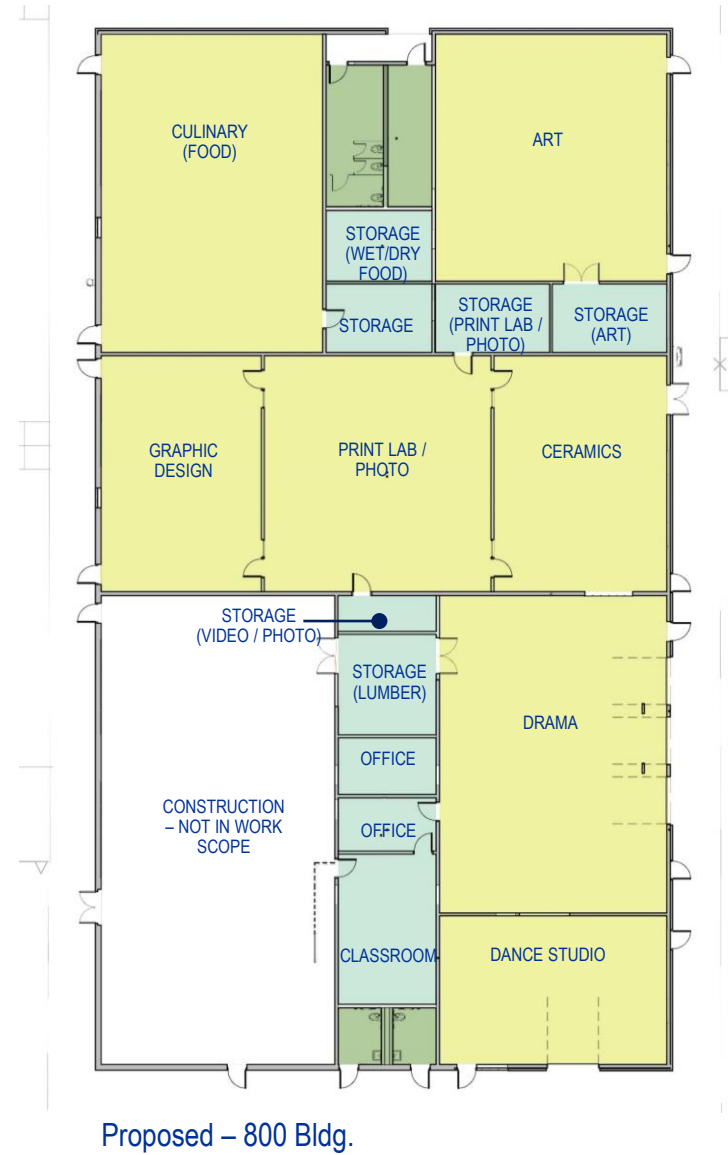 CULINARY
(FOOD)
ART
STORAGE
(WET/DRY
FOOD)
STORAGE
STORAGE
(PRINT LAB /
PHOTO)
STORAGE
(ART)
GRAPHIC
DESIGN
PRINT LAB /
PHOTO
CERAMICS
STORAGE
(VIDEO / PHOTO)
STORAGE
(LUMBER)
DRAMA
OFFICE
CONSTRUCTION
– NOT IN WORK
SCOPE
OFFICE
CLASSROOM
DANCE STUDIO
Proposed – 800 Bldg.